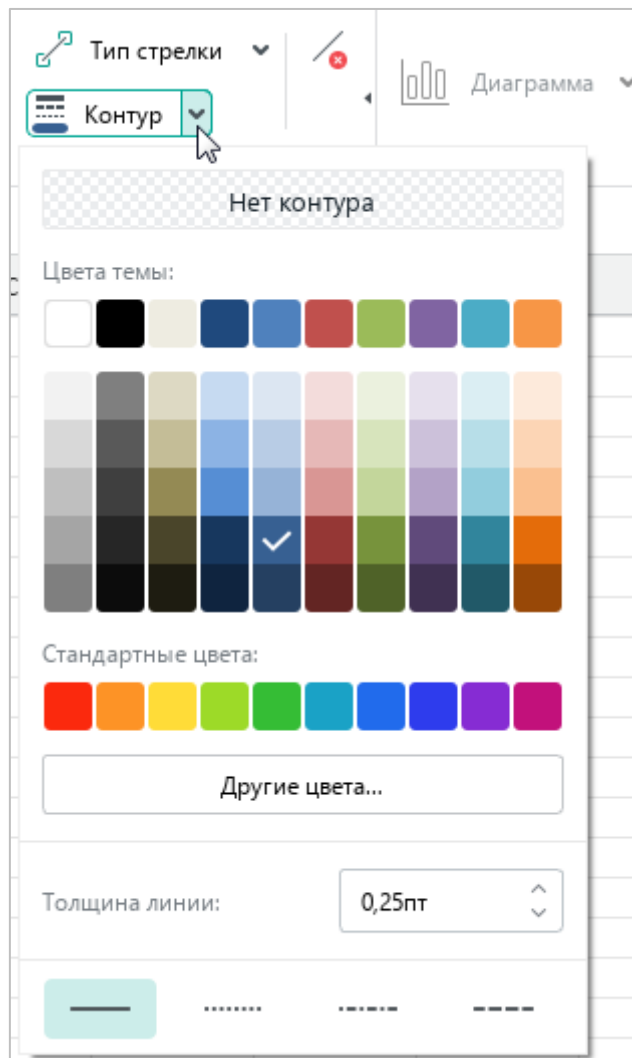 Тип стрелки
Диаграмма
Контур
Нет контура
Цвета темы:
Стандартные цвета:
Другие цвета...
Толщина линии:
0,25пт